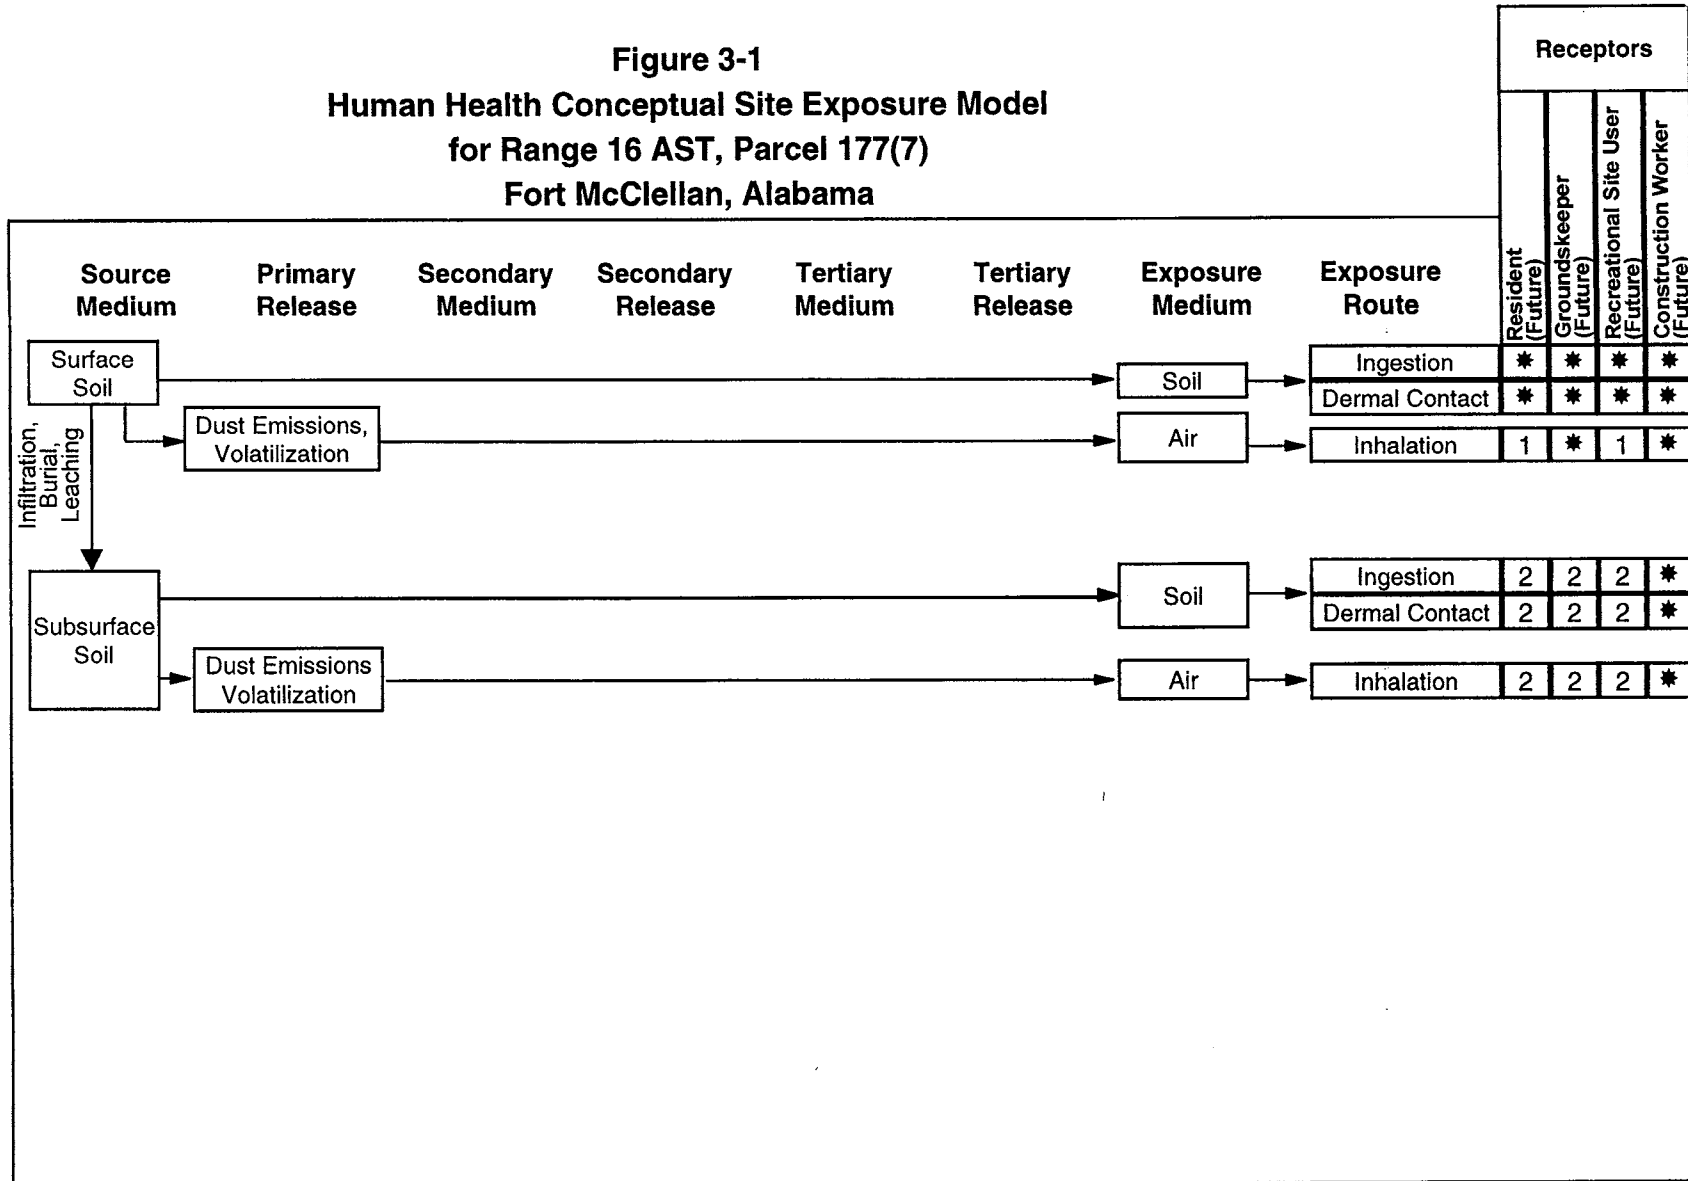 Figure 3-1
Human Health Conceptual Site Exposure Model
for Range 16 AST, Parcel 177(7)
Fort McClellan, Alabama
Receptors
Resident
(Future)
Groundskeeper
(Future)
Recreational Site User
(Future)
Construction Worker
(Future)
Source
Medium
Primary
Release
Secondary
Medium
Secondary
Release
Tertiary
Medium
Tertiary
Release
Exposure
Medium
Exposure
Route
Surface
Soil
Soil
Ingestion * * * *
Dermal Contact * * * *
Dust Emissions,
Volatilization
Air
Inhalation 1 * 1 *
Infiltration,
Burial,
Leaching
Subsurface
Soil
Soil
Ingestion 2 2 2 *
Dermal Contact 2 2 2 *
Dust Emissions
Volatilization
Air
Inhalation 2 2 2 *